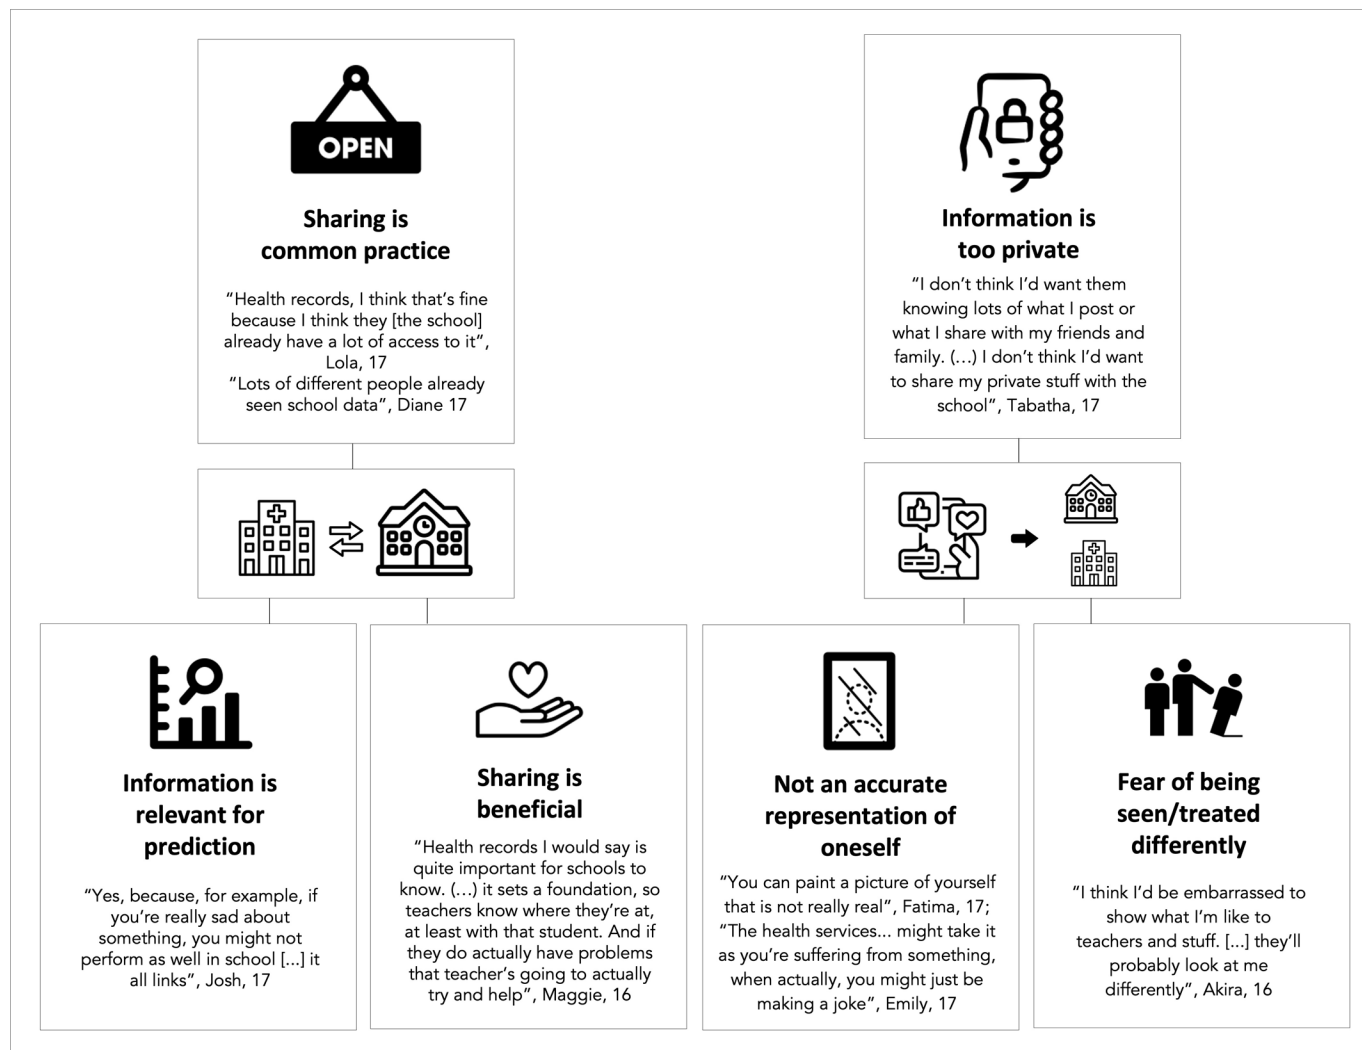 OPEN
Sharing is
common practice
“Health records, I think that’s fine
because I think they [the school]
already have a lot of access to it”,
Lola, 17
“Lots of different people already
seen school data”, Diane 17
Information is
too private
“I don’t think I’d want them
knowing lots of what I post or
what I share with my friends and
family. (…) I don’t think I’d want
to share my private stuff with the
school”, Tabatha, 17
Information is
relevant for
prediction
“Yes, because, for example, if
you’re really sad about
something, you might not
perform as well in school [...] it
all links”, Josh, 17
Sharing is
beneficial
“Health records I would say is
quite important for schools to
know. (…) it sets a foundation, so
teachers know where they’re at,
at least with that student. And if
they do actually have problems
that teacher’s going to actually
try and help”, Maggie, 16
Not an accurate
representation of
oneself
“You can paint a picture of yourself
that is not really real”, Fatima, 17;
“The health services... might take it
as you’re suffering from something,
when actually, you might just be
making a joke”, Emily, 17
Fear of being
seen/treated
differently
“I think I’d be embarrassed to
show what I’m like to
teachers and stuff. [...] they’ll
probably look at me
differently”, Akira, 16